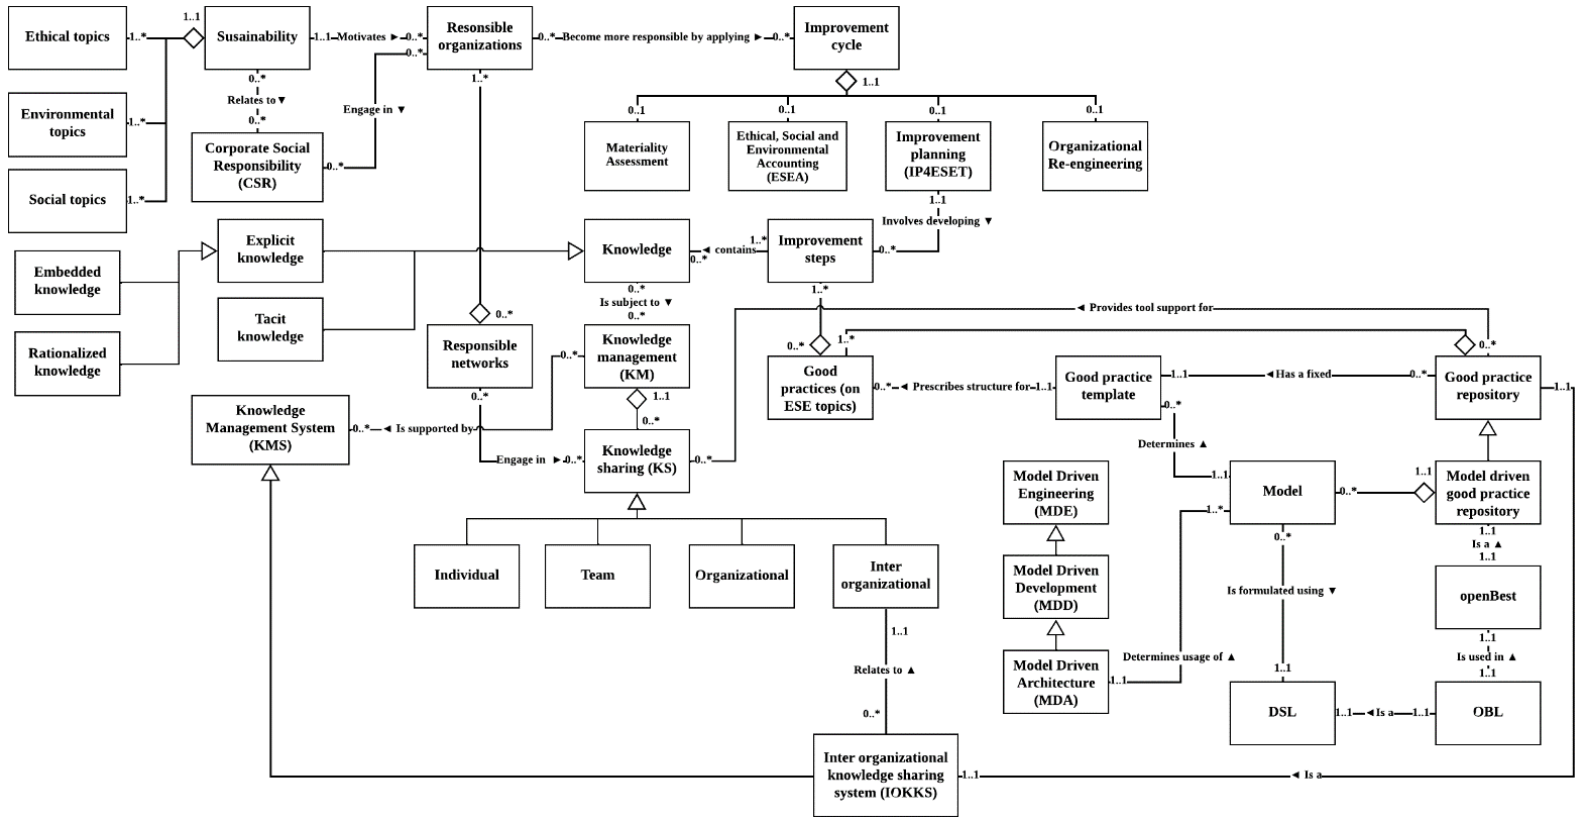 Ethical topics
1..*
1..1
Susainability
1..1
Motivates ►
0..*
0..*
Resonsible
organizations
0..*
Become more responsible by applying ►
0..*
Improvement
cycle
1..1
Environmental
topics
1..*
0..*
Relates to ▼
0..*
Engage in ▼
1..*
Corporate Social
Responsibility
(CSR)
0..*
Social topics
1..*
0..1
0..1
0..1
0..1
Materiality
Assessment
Ethical, Social and
Environmental
Accounting
(ESEA)
Improvement
planning
(IP4ESET)
Organizational
Re-engineering
1..1
Involves developing ▼
0..*
Explicit
knowledge
Knowledge
0..*
◄ contains
1..*
Improvement
steps
1..*
Embedded
knowledge
Tacit
knowledge
Rationalized
knowledge
0..*
Is subject to ▼
0..*
◄ Provides tool support for
0..*
Responsible
networks
0..*
0..*
Knowledge
management
(KM)
1..1
0..*
0..*
1..*
Good
practices (on
ESE topics)
0..*
◄ Prescribes structure for
1..1
Good practice
template
1..1
◄Has a fixed
0..*
0..*
Good practice
repository
1..1
Knowledge
Management System
(KMS)
0..*
◄ Is supported by
Engage in ►
0..*
Knowledge
sharing (KS)
0..*
0..*
Determines ▲
1..1
Model Driven
Engineering
(MDE)
Model
0..*
1..1
Model driven
good practice
repository
1..*
0..*
1..1
Is a ▲
1..1
Individual
Team
Organizational
Inter
organizational
Model Driven
Development
(MDD)
Is formulated using ▼
openBest
1..1
Relates to ▲
0..*
1..1
Is used in ▲
1..1
Model Driven
Architecture
(MDA)
1..1
Determines usage of ▲
1..1
DSL
1..1
◄Is a
1..1
OBL
Inter organizational
knowledge sharing
system (IOKKS)
1..1
◄ Is a